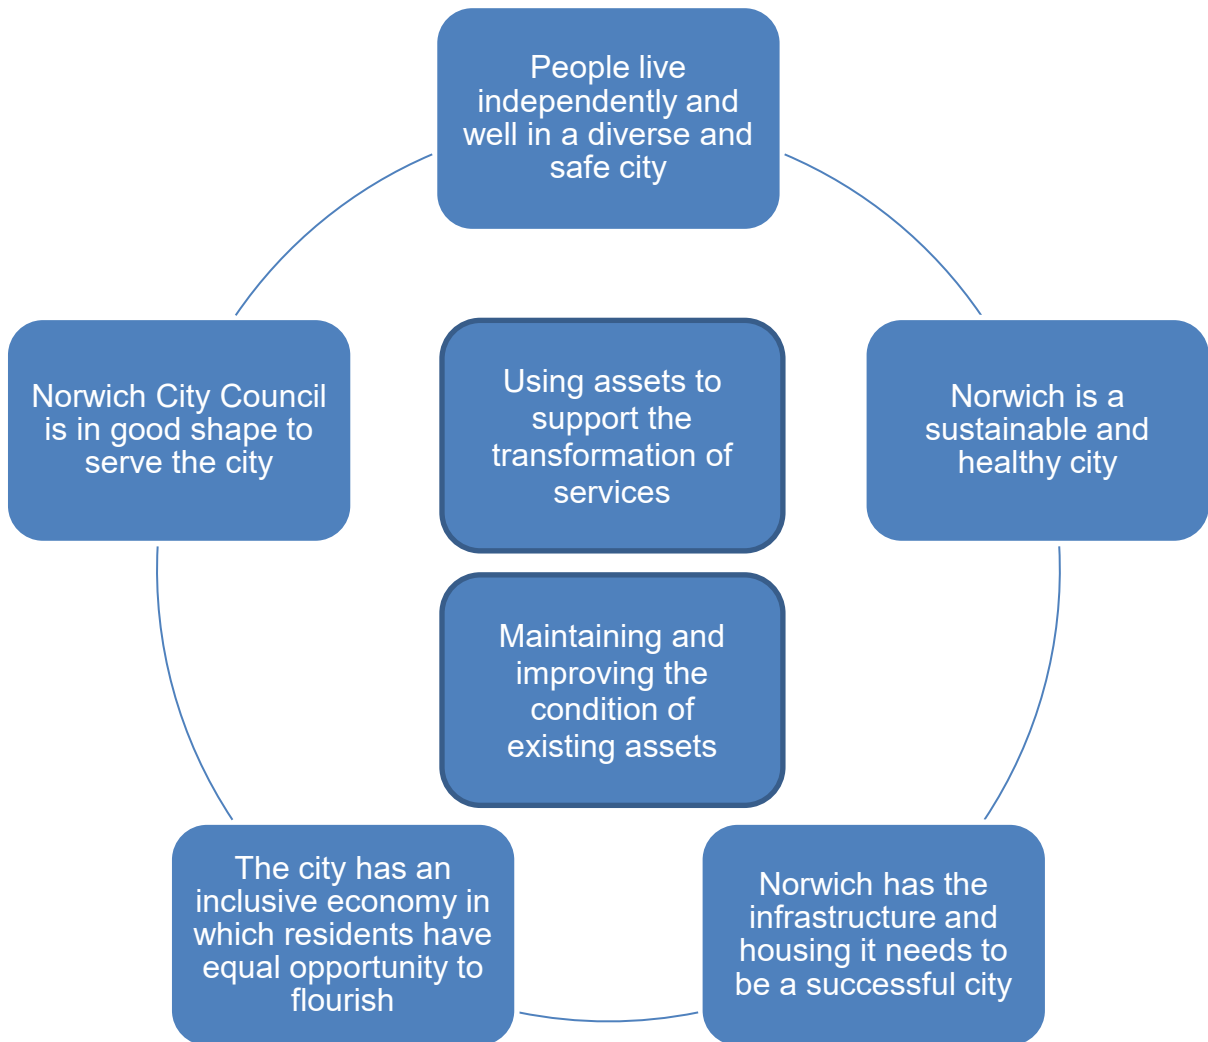 People live
independently and
well in a diverse and
safe city
Norwich City Council
is in good shape to
serve the city
Using assets to
support the
transformation of
services
Norwich is a
sustainable and
healthy city
Maintaining and
improving the
condition of
existing assets
The city has an
inclusive economy in
which residents have
equal opportunity to
flourish
Norwich has the
infrastructure and
housing it needs to
be a successful city